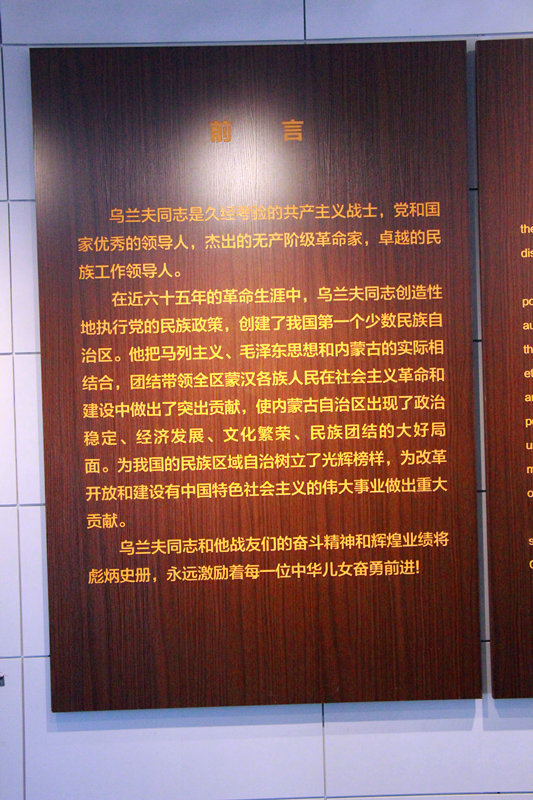 前言
乌兰夫同志是久经考验的共产主义战士，党和国
家优秀的领导人，杰出的无产阶级革命家，卓越的民
族工作领导人。
在近六十五年的革命生涯中，乌兰夫同志创造性
地执行党的民族政策，创建了我国第一个少数民族自
治区。他把马列主义、毛泽东思想和内蒙古的实际相
结合，团结带领全区蒙汉各族人民在社会主义革命和
建设中做出了突出贡献，使内蒙古自治区出现了政治
稳定、经济发展、文化繁荣、民族团结的大好局
面。为我国的民族区域自治树立了光辉榜样，为改革
开放和建设有中国特色社会主义的伟大事业做出重大
贡献。
乌兰夫同志和他战友们的奋斗精神和辉煌业绩将
彪炳史册，永远激励着每一位中华儿女奋勇前进！
the
dis
po
au
th
et
ar
pe
u
m
o
s